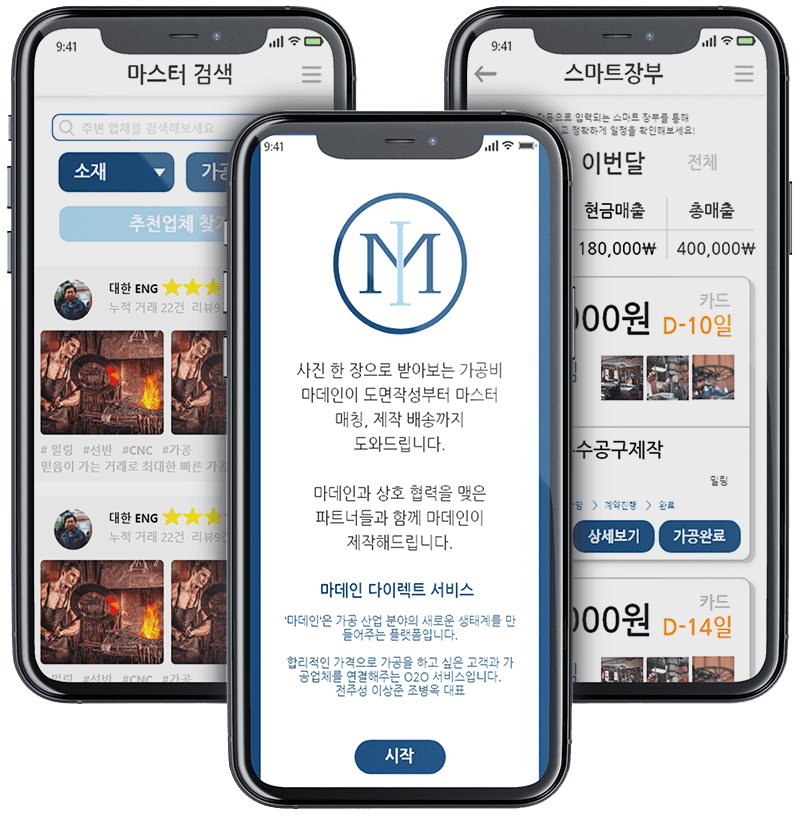 9:41
마스터 검색
주변 업체를 검색해보세요
소재
가공
추천업체 찾기
대한 ENG
누적 거래 22건 리뷰9
# 밀링 #선반 #CNC #가공
믿음이 가는 거래로 최대한 빠른 가공
대한 ENG
누적 거래 22건 리뷰9
# 밀링 #선반 #CNC #가공
9:41
MI
사진 한 장으로 받아보는 가공비
마데인이 도면작성부터 마스터
매칭, 제작 배송까지
도와드립니다.
마데인과 상호 협력을 맺은
파트너들과 함께 마데인이
제작해드립니다.
마데인 다이렉트 서비스
'마데인'은 가공 산업 분야의 새로운 생태계를 만
들어주는 플랫폼입니다.
합리적인 가격으로 가공을 하고 싶은 고객과 가
공업체를 연결해주는 O2O 서비스입니다.
전주성 이상준 조병옥 대표
시작
9:41
스마트장부
자동으로 입력되는 스마트 장부를 통해
고 정확하게 일정을 확인해보세요!
이번달
전체
현금매출
총매출
180,000₩
400,000₩
000원
카드
D-10일
수공구제작
밀링
담 > 계약진행 > 완료
상세보기
가공완료
000원
카드
D-14일